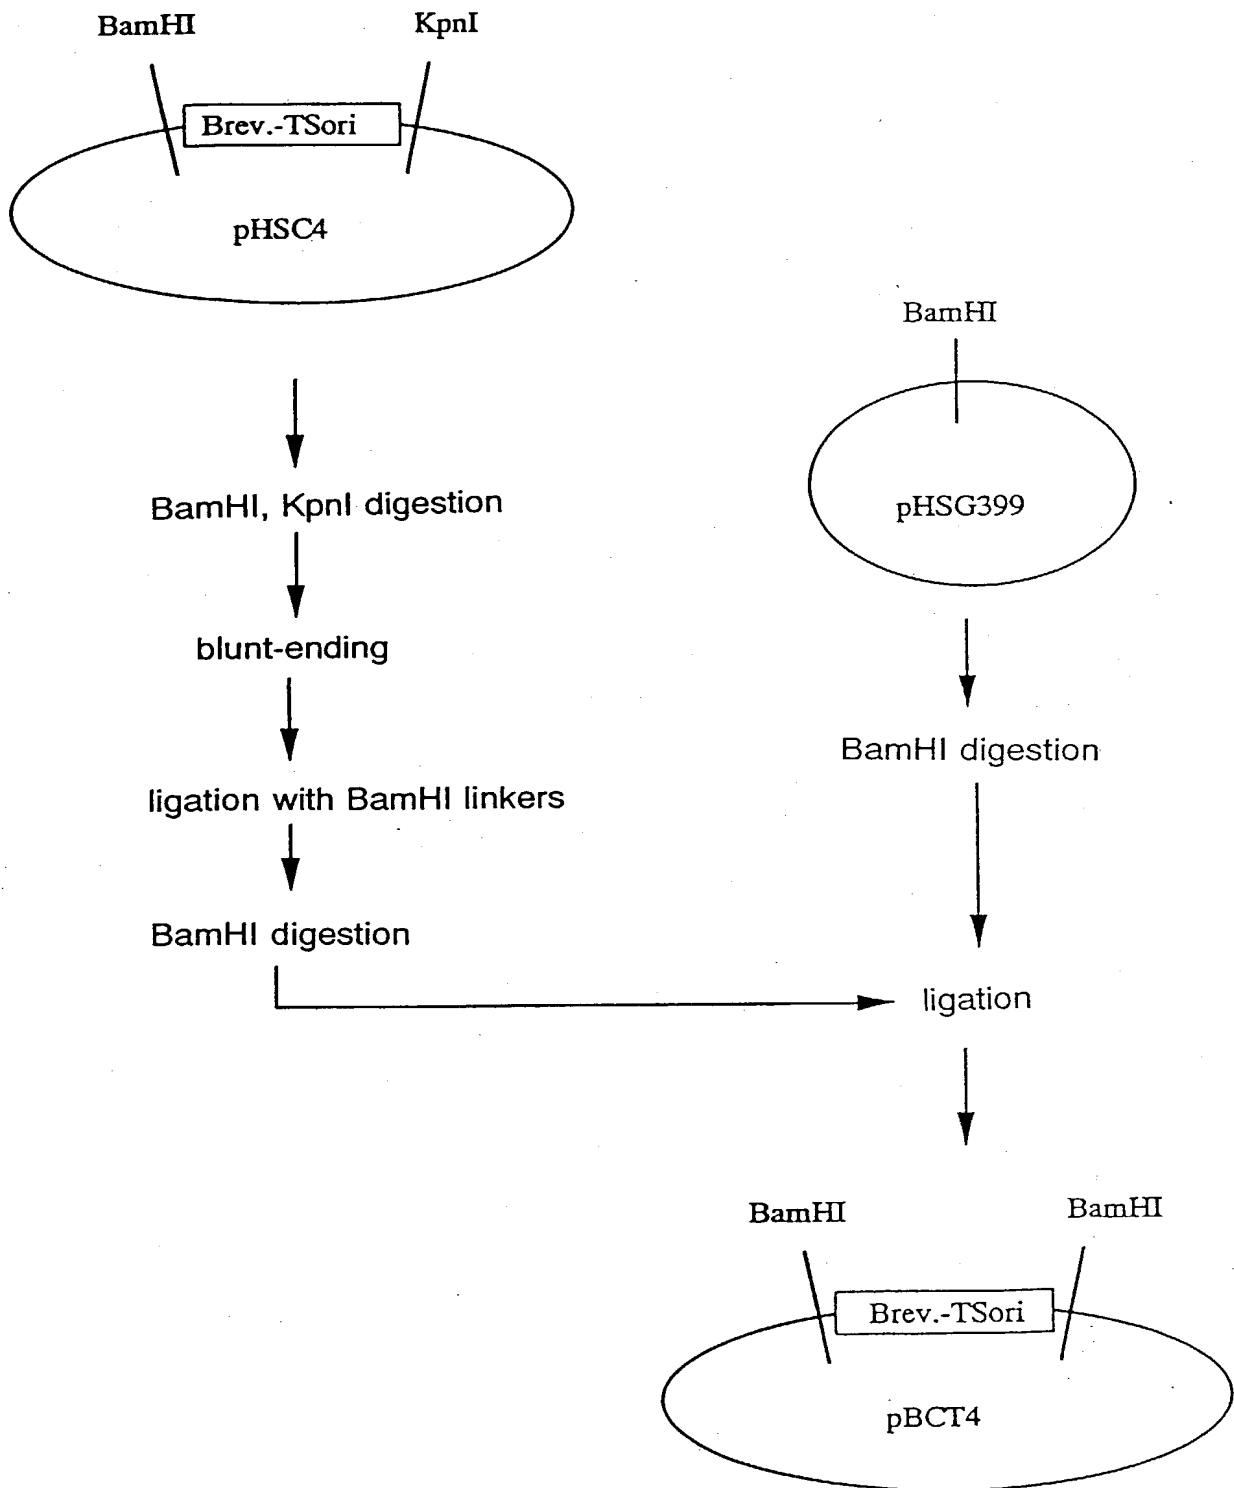 BamHI
KpnI
Brev.-TSori
pHSC4
BamHI, KpnI digestion
blunt-ending
ligation with BamHI linkers
BamHI digestion
BamHI
pHSG399
BamHI digestion
ligation
BamHI
BamHI
Brev.-TSori
pBCT4